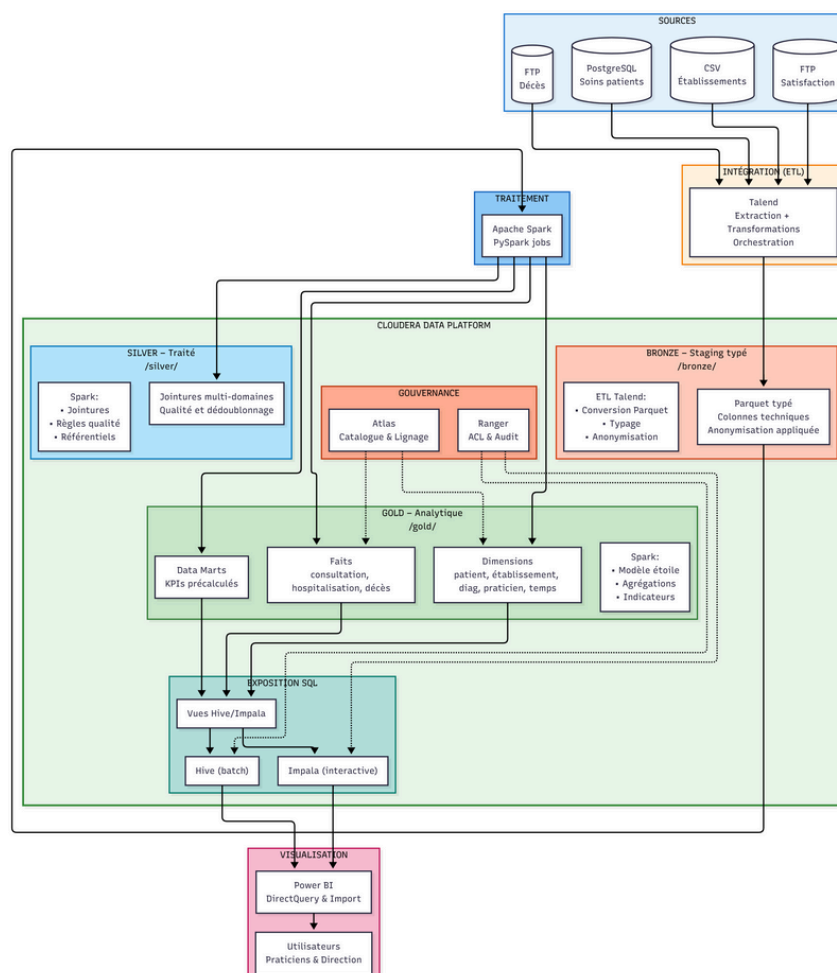 SOURCES
FTP
Décès
PostgreSQL
Soins patients
CSV
Établissements
FTP
Satisfaction
INTÉGRATION (ETL)
Talend
Extraction +
Transformations
Orchestration
TRAITEMENT
Apache Spark
PySpark jobs
CLOUDERA DATA PLATFORM
SILVER – Traité
/silver/
Spark:
• Jointures
• Règles qualité
• Référentiels
Jointures multi-domaines
Qualité et dédoublonnage
GOUVERNANCE
Atlas
Catalogue & Lignage
Ranger
ACL & Audit
BRONZE – Staging typé
/bronze/
ETL Talend:
• Conversion Parquet
• Typage
• Anonymisation
Parquet typé
Colonnes techniques
Anonymisation appliquée
GOLD – Analytique
/gold/
Data Marts
KPIs précalculés
Faits
consultation,
hospitalisation, décès
Dimensions
patient, établissement,
diag, praticien, temps
Spark:
• Modèle étoile
• Agrégations
• Indicateurs
EXPOSITION SQL
Vues Hive/Impala
Hive (batch)
Impala (interactive)
VISUALISATION
Power BI
DirectQuery & Import
Utilisateurs
Praticiens & Direction